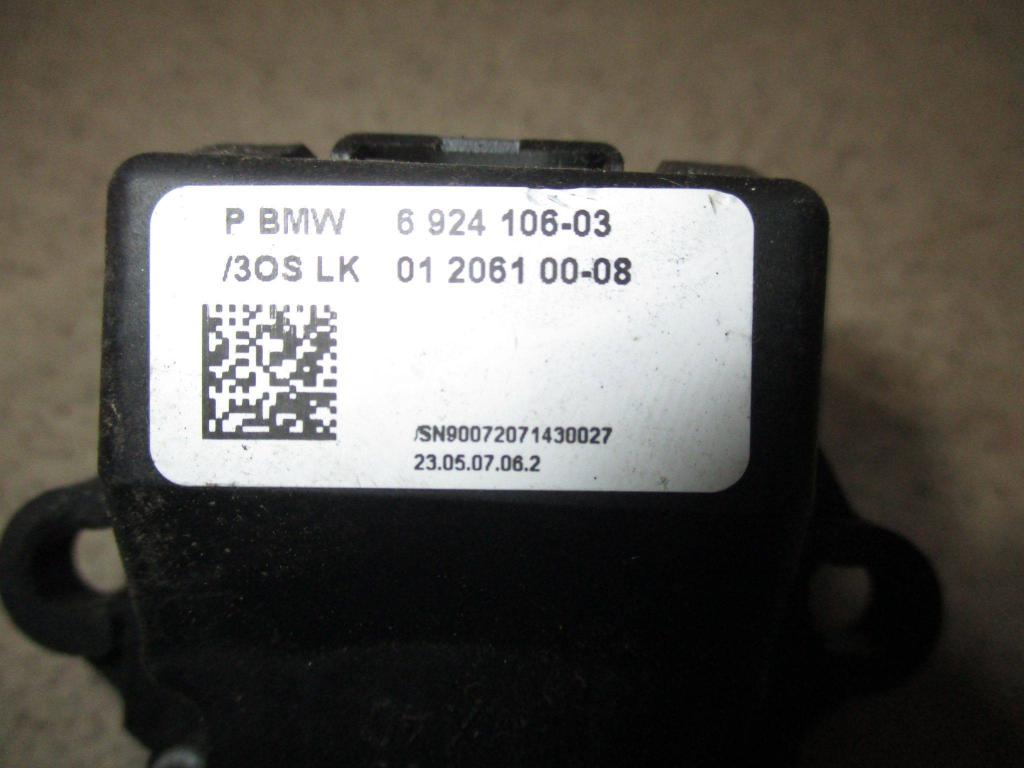 P BMW 6 924 106-03
/3OS LK 01 2061 00-08
/SN90072071430027
23.05.07.06.2